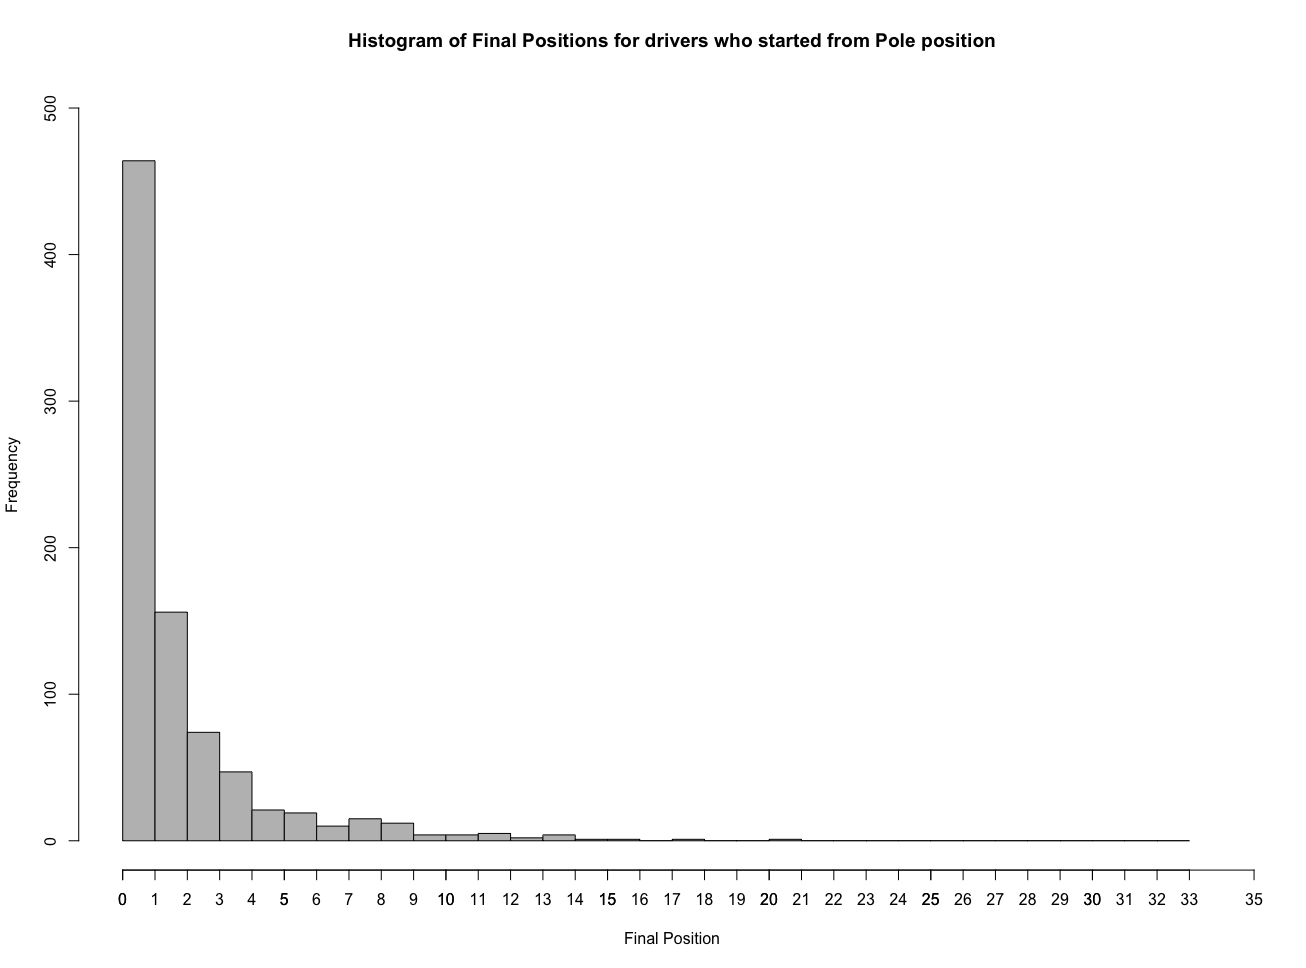 Histogram of Final Positions for drivers who started from Pole position
500
400
300
200
100
0
Frequency
0 1 2 3 4 5 6 7 8 9 10 11 12 13 14 15 16 17 18 19 20 21 22 23 24 25 26 27 28 29 30 31 32 33 35
Final Position